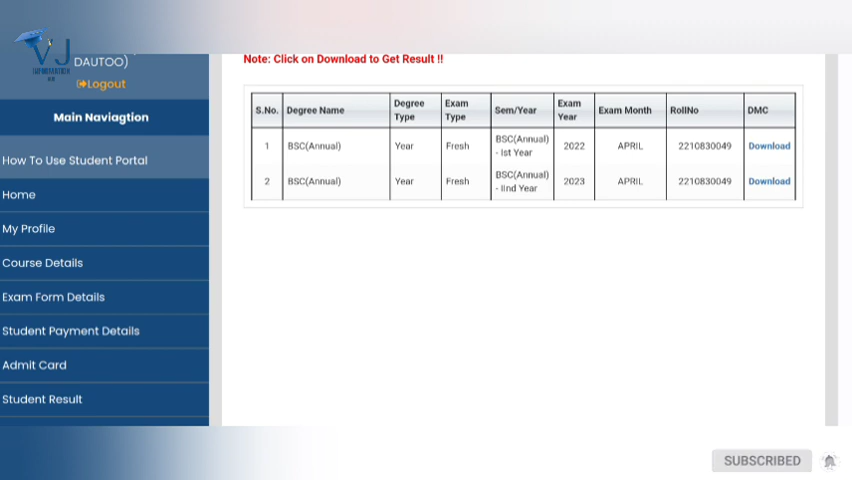 VJ
INFORMATION
DAUTOO)
Logout
Main Naviagtion
How To Use Student Portal
Home
My Profile
Course Details
Exam Form Details
Student Payment Details
Admit Card
Student Result
Note: Click on Download to Get Result !!
S.No. Degree Name Degree Type Exam Type Sem/Year Exam Year Exam Month RollNo DMC
1 BSC(Annual) Year Fresh BSC(Annual) - Ist Year 2022 APRIL 2210830049 Download
2 BSC(Annual) Year Fresh BSC(Annual) - IInd Year 2023 APRIL 2210830049 Download
SUBSCRIBED